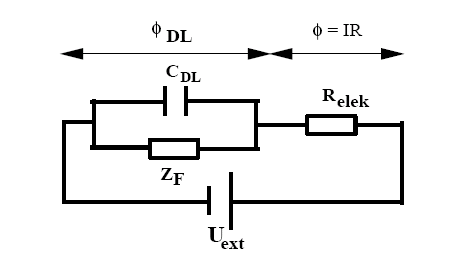 ϕ DL
ϕ = IR
C DL
R elek
Z F
U ext